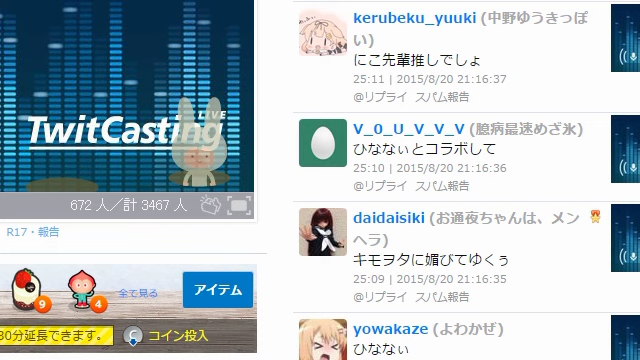 LIVE
TwitCasting
672 人／計 3467 人
R17・報告
9
4
全て見る
アイテム
30分延長できます。
C
コイン投入
kerubeku_yuuki (中野ゆうきっぽ
い)
にこ先輩推しでしょ
25:11 | 2015/8/20 21:16:37
@リプライ スパム報告
V_0_U_V_V_V (臆病最速めざ氷)
ひななぃとコラボして
25:10 | 2015/8/20 21:16:36
@リプライ スパム報告
daidaisiki (お通夜ちゃんは、メン
ヘラ)
キモヲタに媚びてゆくぅ
25:09 | 2015/8/20 21:16:35
@リプライ スパム報告
yowakaze (よわかぜ)
ひななぃ